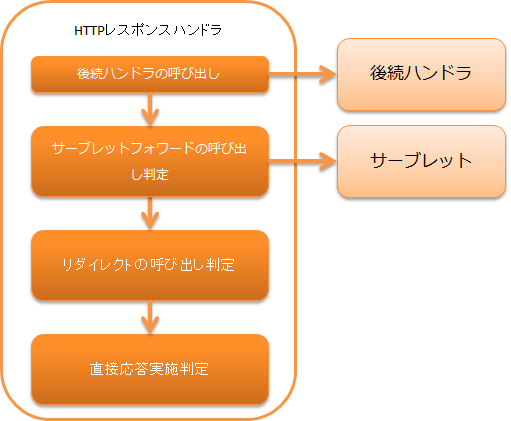 HTTPレスポンスハンドラ
後続ハンドラの呼び出し
後続ハンドラ
サーブレットフォワードの呼び出
し判定
サーブレット
リダイレクトの呼び出し判定
直接応答実施判定